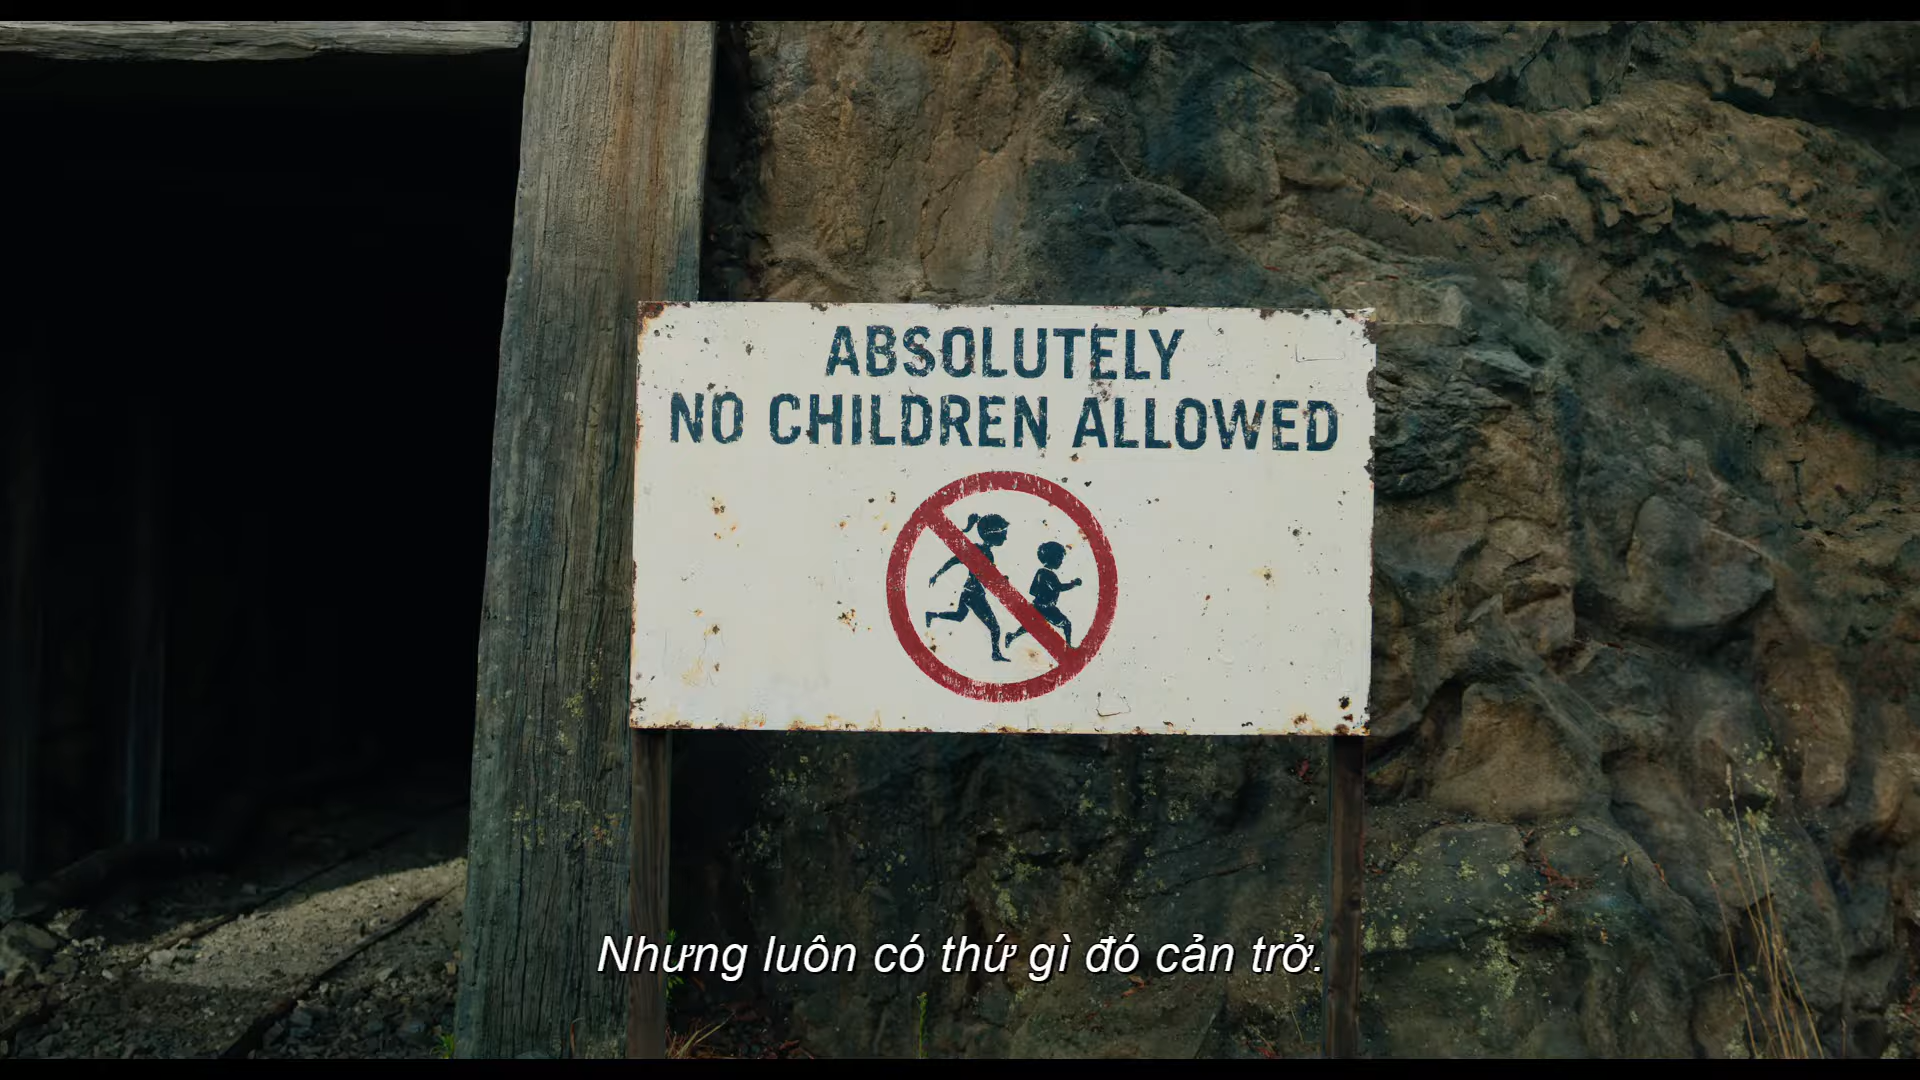 ABSOLUTELY
NO CHILDREN ALLOWED
Nhưng luôn có thứ gì đó cản trở.